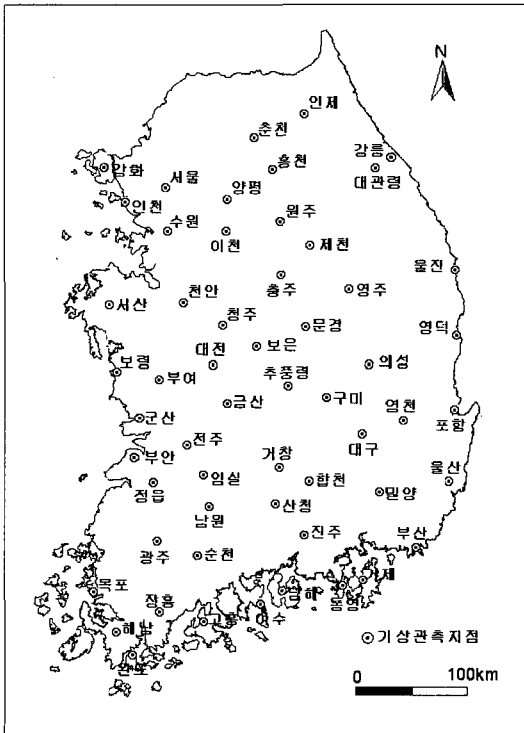 N
인제
춘천
강릉
홍천
대관령
강화
서울
양평
인천
원주
수원
이천
제천
울진
충주
영주
천안
서산
청주
문경
영덕
보은
대전
의성
보령
부여
추풍령
구미
금산
군산
영천
포항
대구
전주
부안
거창
임실
합천
울산
정읍
밀양
산청
남원
진주
부산
광주
순천
목포
남해
거제
통영
장흥
고흥
여수
해남
완도
기상관측지점
0
100km